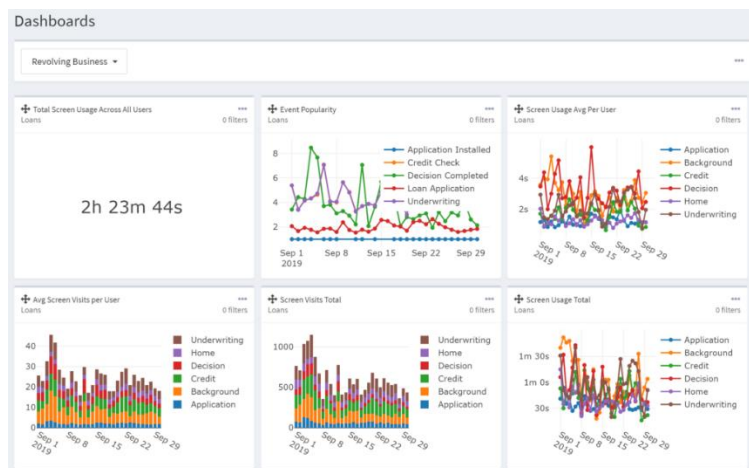 Dashboards
Revolving Business
Total Screen Usage Across All Users
Loans
0 filters
2h 23m 44s
Event Popularity
Loans
0 filters
8
6
4
2
Application Installed
Credit Check
Decision Completed
Loan Application
Underwriting
Sep 1
2019
Sep 8
Sep 15
Sep 22
Sep 29
Screen Usage Avg Per User
Loans
0 filters
4s
2s
Application
Background
Credit
Decision
Home
Underwriting
Sep 1
2019
Sep 8
Sep 15
Sep 22
Sep 29
Avg Screen Visits per User
Loans
0 filters
40
30
20
10
0
Underwriting
Home
Decision
Credit
Background
Application
Sep 1
2019
Sep 8
Sep 15
Sep 22
Sep 29
Screen Visits Total
Loans
0 filters
1000
500
0
Underwriting
Home
Decision
Credit
Background
Application
Sep 1
2019
Sep 8
Sep 15
Sep 22
Sep 29
Screen Usage Total
Loans
0 filters
1m 30s
1m 0s
30s
Application
Background
Credit
Decision
Home
Underwriting
Sep 1
2019
Sep 8
Sep 15
Sep 22
Sep 29